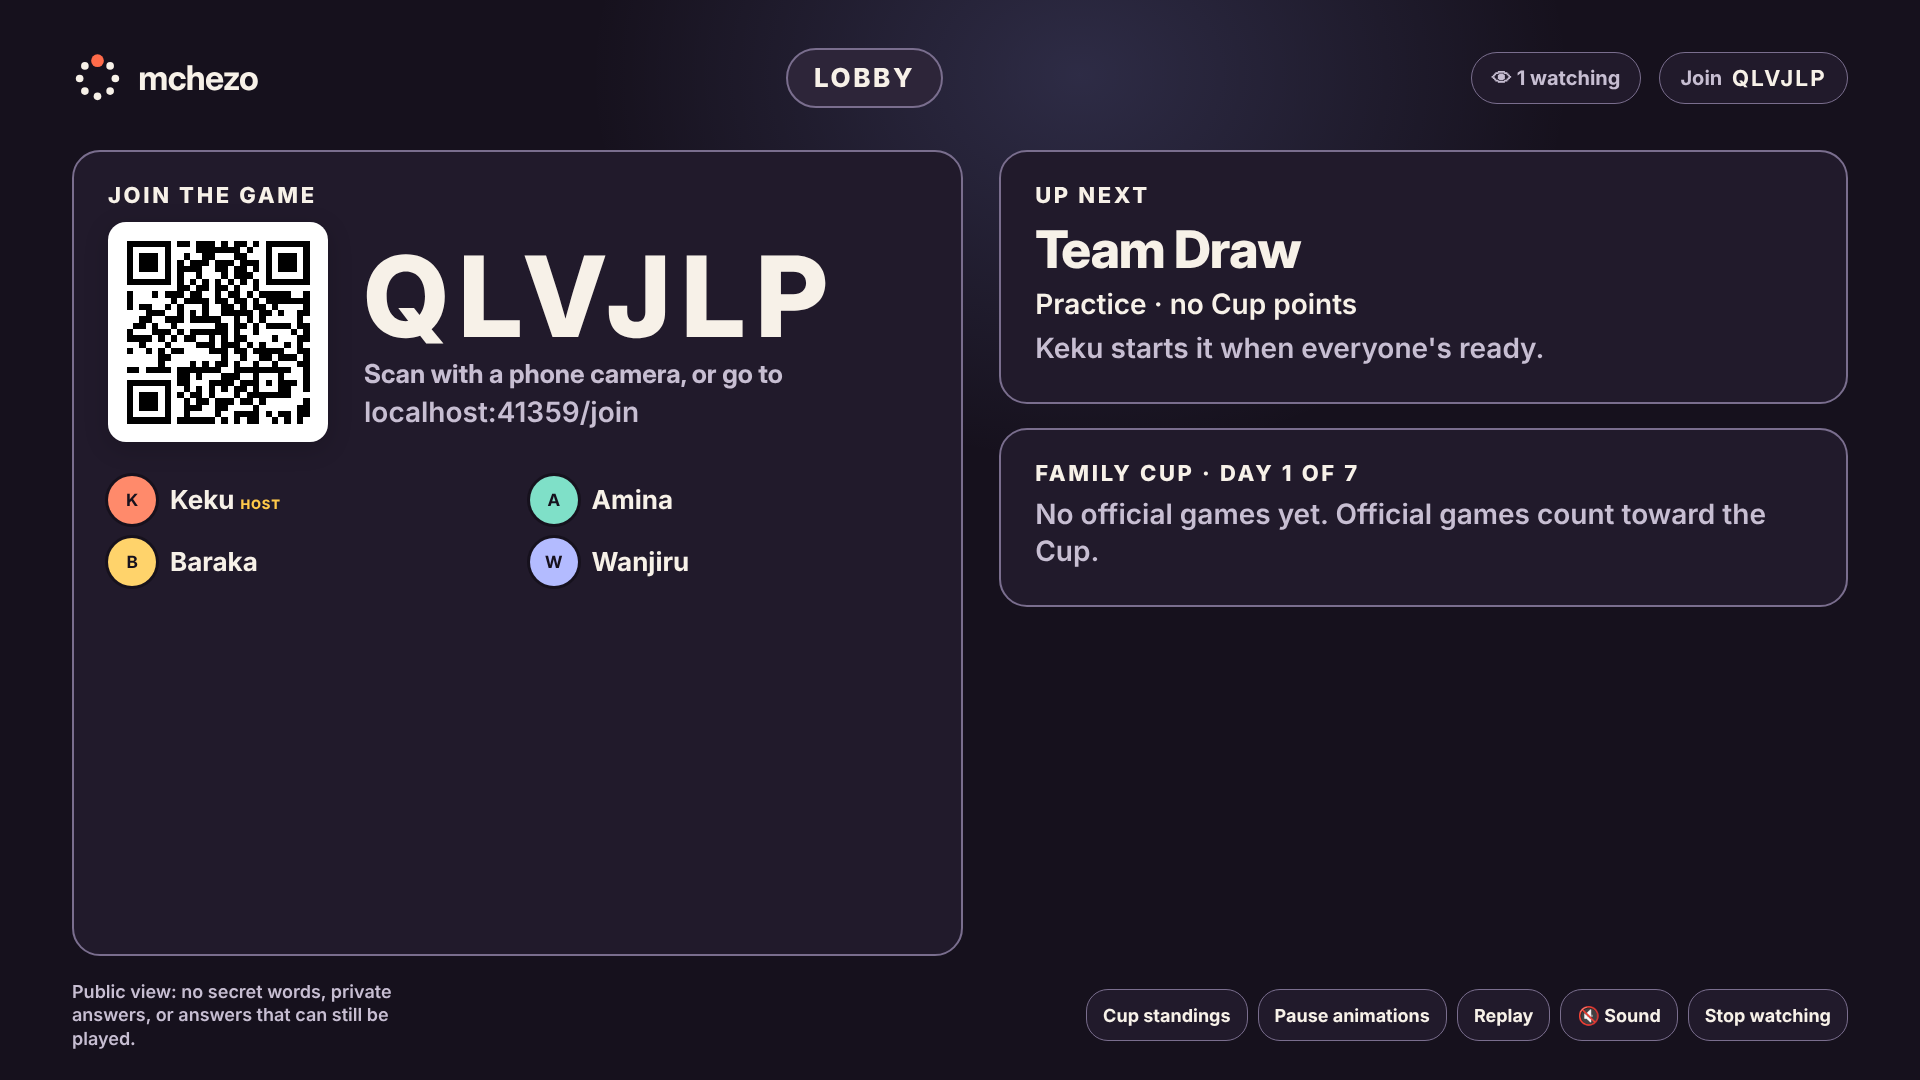 mchezo
LOBBY
👁 1 watching
Join QLVJLP
JOIN THE GAME
QLVJLP
Scan with a phone camera, or go to
localhost:41359/join
K Keku HOST
A Amina
B Baraka
W Wanjiru
UP NEXT
Team Draw
Practice · no Cup points
Keku starts it when everyone's ready.
FAMILY CUP · DAY 1 OF 7
No official games yet. Official games count toward the
Cup.
Public view: no secret words, private
answers, or answers that can still be
played.
Cup standings
Pause animations
Replay
🔇 Sound
Stop watching